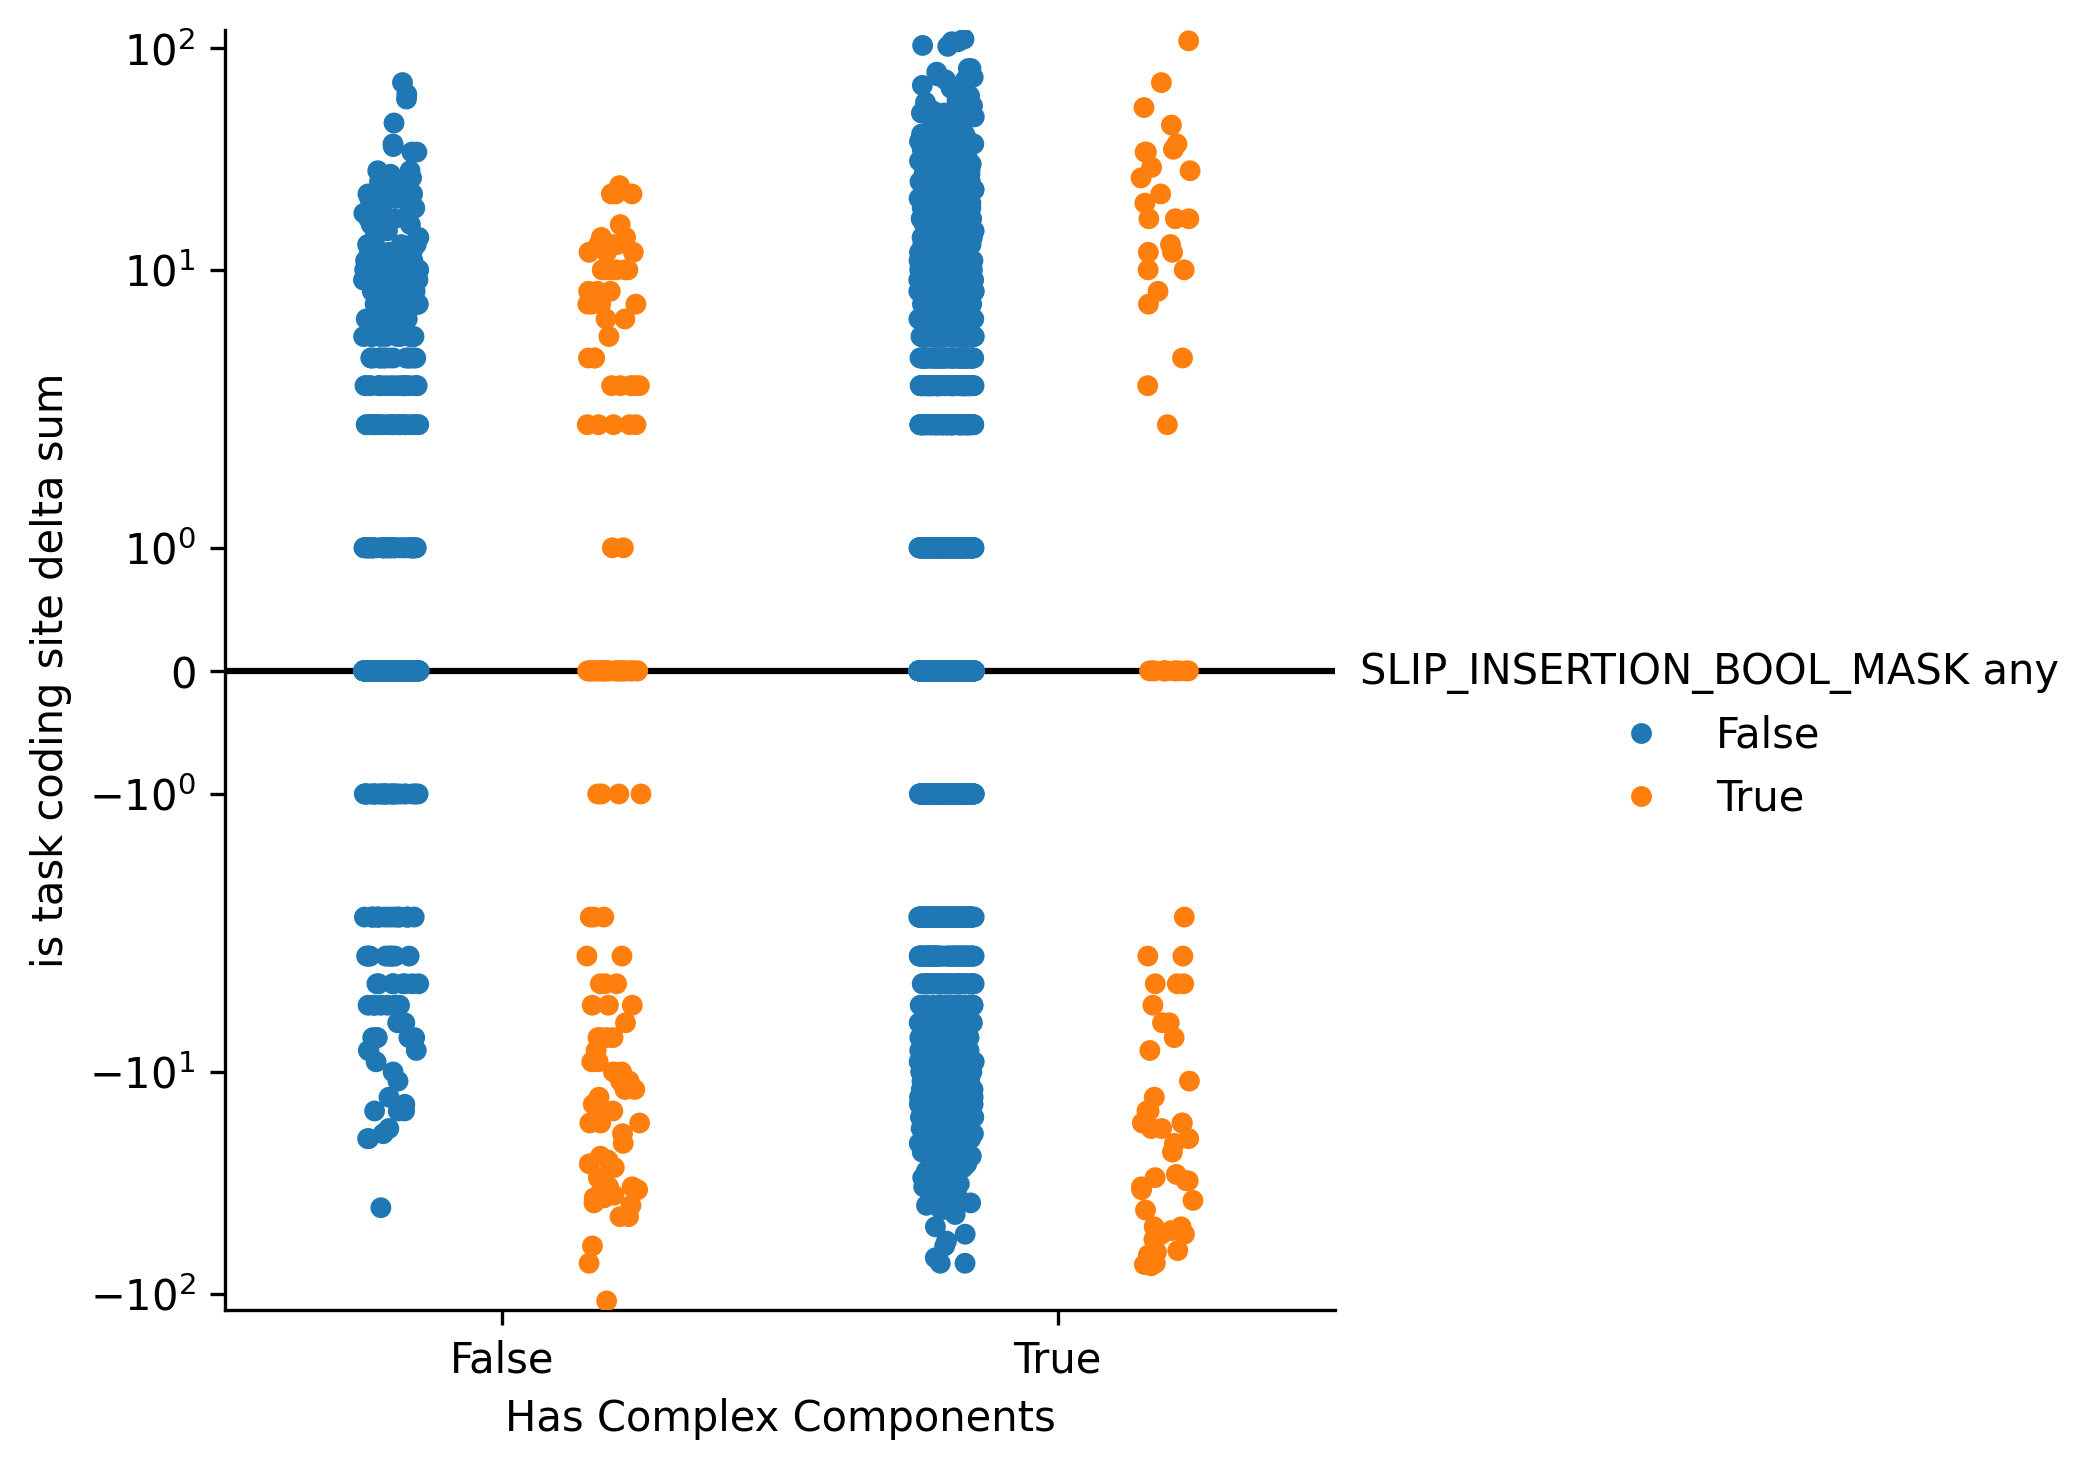 10²
10¹
10⁰
0
−10⁰
−10¹
−10²
is task coding site delta sum
False
True
Has Complex Components
SLIP_INSERTION_BOOL_MASK any
False
True